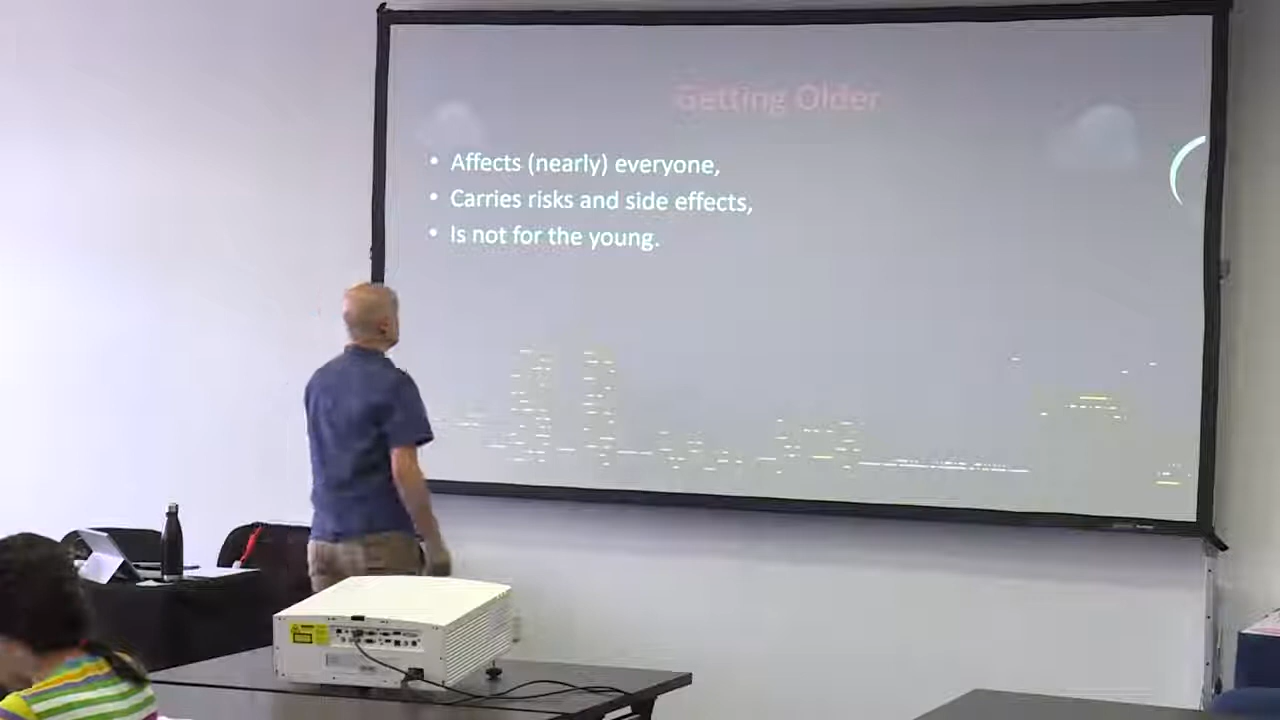 Getting Older
• Affects (nearly) everyone,
• Carries risks and side effects,
• Is not for the young.